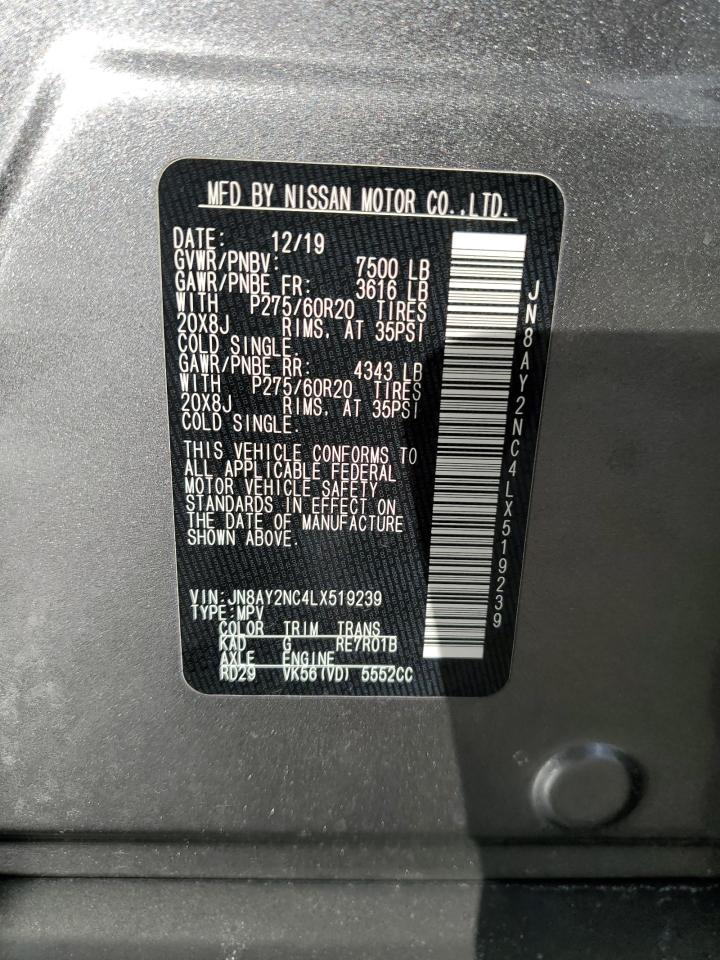 MFD BY NISSAN MOTOR CO.,LTD.
DATE: 12/19
GVWR/PNBV: 7500 LB
GAWR/PNBE FR: 3616 LB
WITH P275/60R20 TIRES
20X8J RIMS, AT 35PSI
COLD SINGLE.
GAWR/PNBE RR: 4343 LB
WITH P275/60R20 TIRES
20X8J RIMS, AT 35PSI
COLD SINGLE.
THIS VEHICLE CONFORMS TO
ALL APPLICABLE FEDERAL
MOTOR VEHICLE SAFETY
STANDARDS IN EFFECT ON
THE DATE OF MANUFACTURE
SHOWN ABOVE.
VIN:JN8AY2NC4LX519239
TYPE:MPV
COLOR TRIM TRANS
KAD G RE7R01B
AXLE ENGINE
RD29 VK56(VD) 5552CC
JN8AY2NC4LX519239